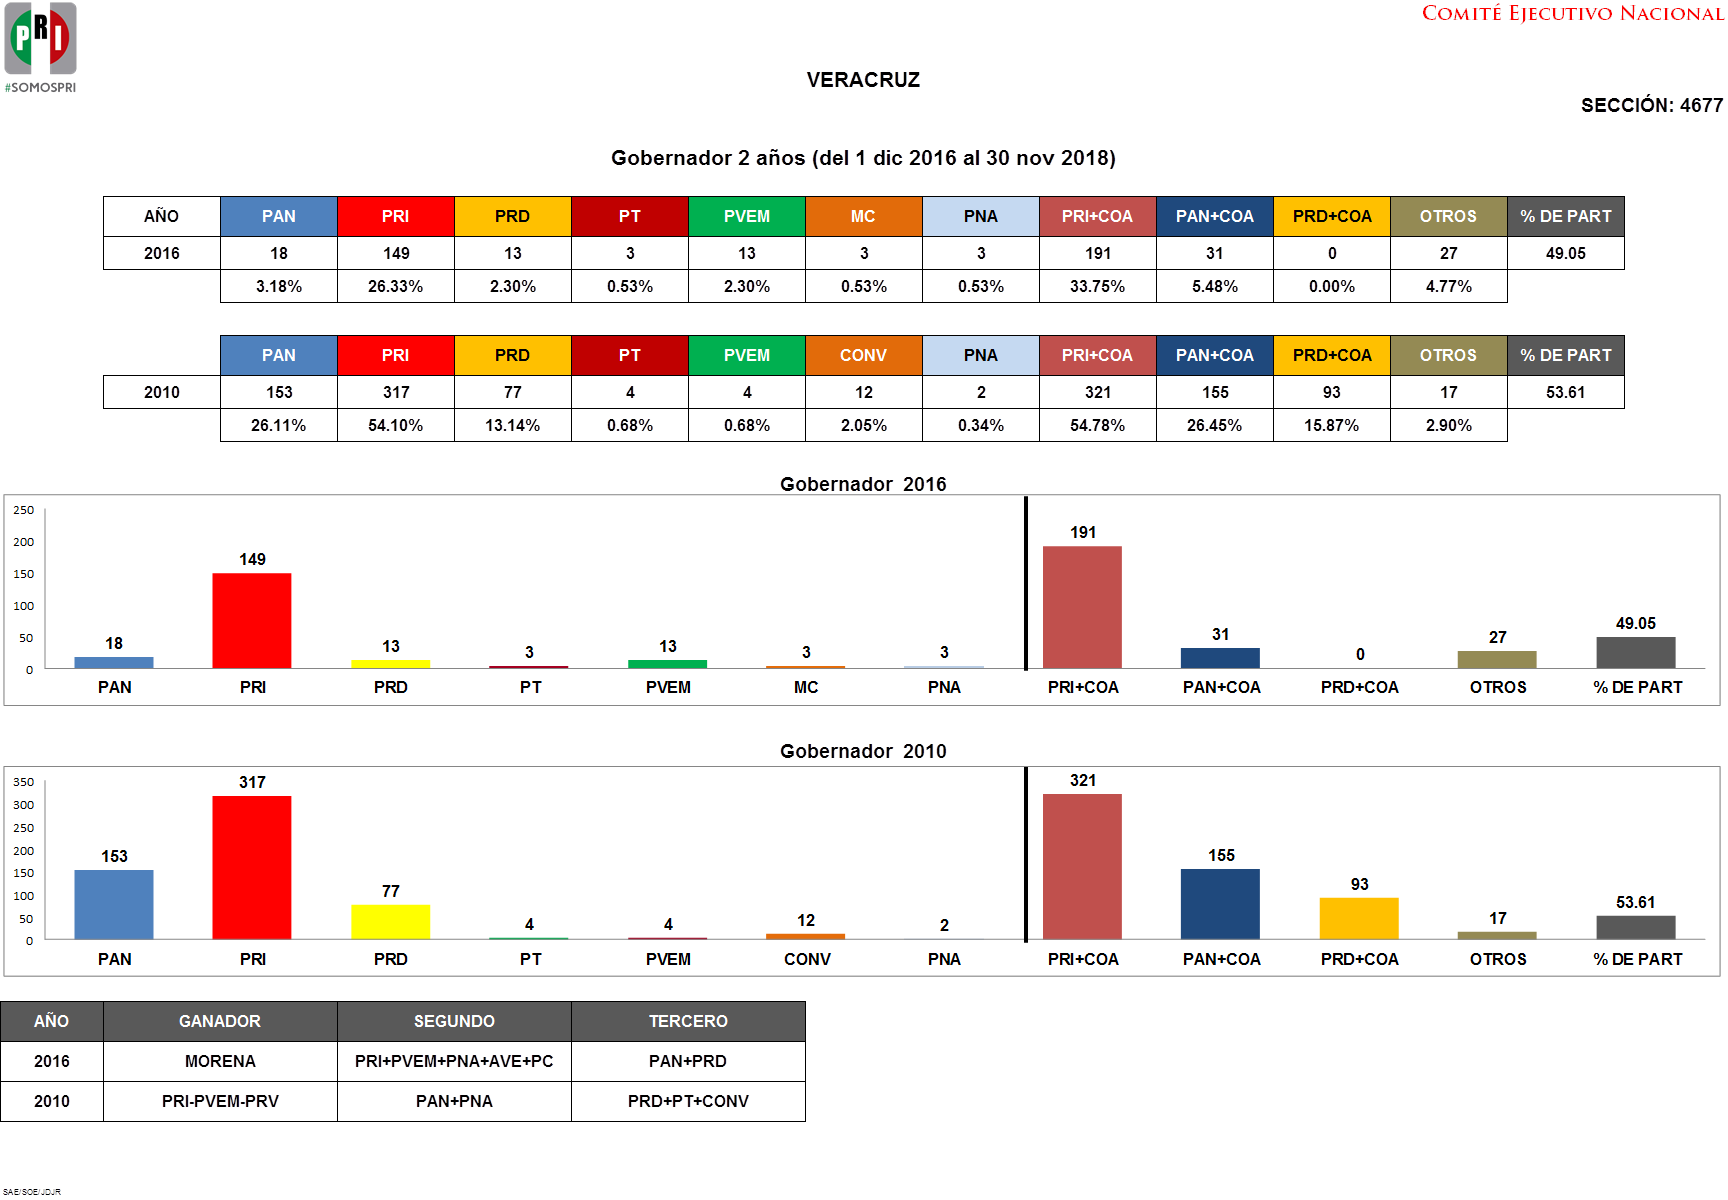 PRI
#SOMOSPRI
COMITÉ EJECUTIVO NACIONAL
VERACRUZ
SECCIÓN: 4677
Gobernador 2 años (del 1 dic 2016 al 30 nov 2018)
AÑO PAN PRI PRD PT PVEM MC PNA PRI+COA PAN+COA PRD+COA OTROS % DE PART
2016 18 149 13 3 13 3 3 191 31 0 27 49.05
3.18% 26.33% 2.30% 0.53% 2.30% 0.53% 0.53% 33.75% 5.48% 0.00% 4.77%
PAN PRI PRD PT PVEM CONV PNA PRI+COA PAN+COA PRD+COA OTROS % DE PART
2010 153 317 77 4 4 12 2 321 155 93 17 53.61
26.11% 54.10% 13.14% 0.68% 0.68% 2.05% 0.34% 54.78% 26.45% 15.87% 2.90%
Gobernador 2016
250
200
150
100
50
0
18 149 13 3 13 3 3 191 31 0 27 49.05
PAN PRI PRD PT PVEM MC PNA PRI+COA PAN+COA PRD+COA OTROS % DE PART
Gobernador 2010
350
300
250
200
150
100
50
0
153 317 77 4 4 12 2 321 155 93 17 53.61
PAN PRI PRD PT PVEM CONV PNA PRI+COA PAN+COA PRD+COA OTROS % DE PART
AÑO GANADOR SEGUNDO TERCERO
2016 MORENA PRI+PVEM+PNA+AVE+PC PAN+PRD
2010 PRI-PVEM-PRV PAN+PNA PRD+PT+CONV
SAE/SOE/JDJR